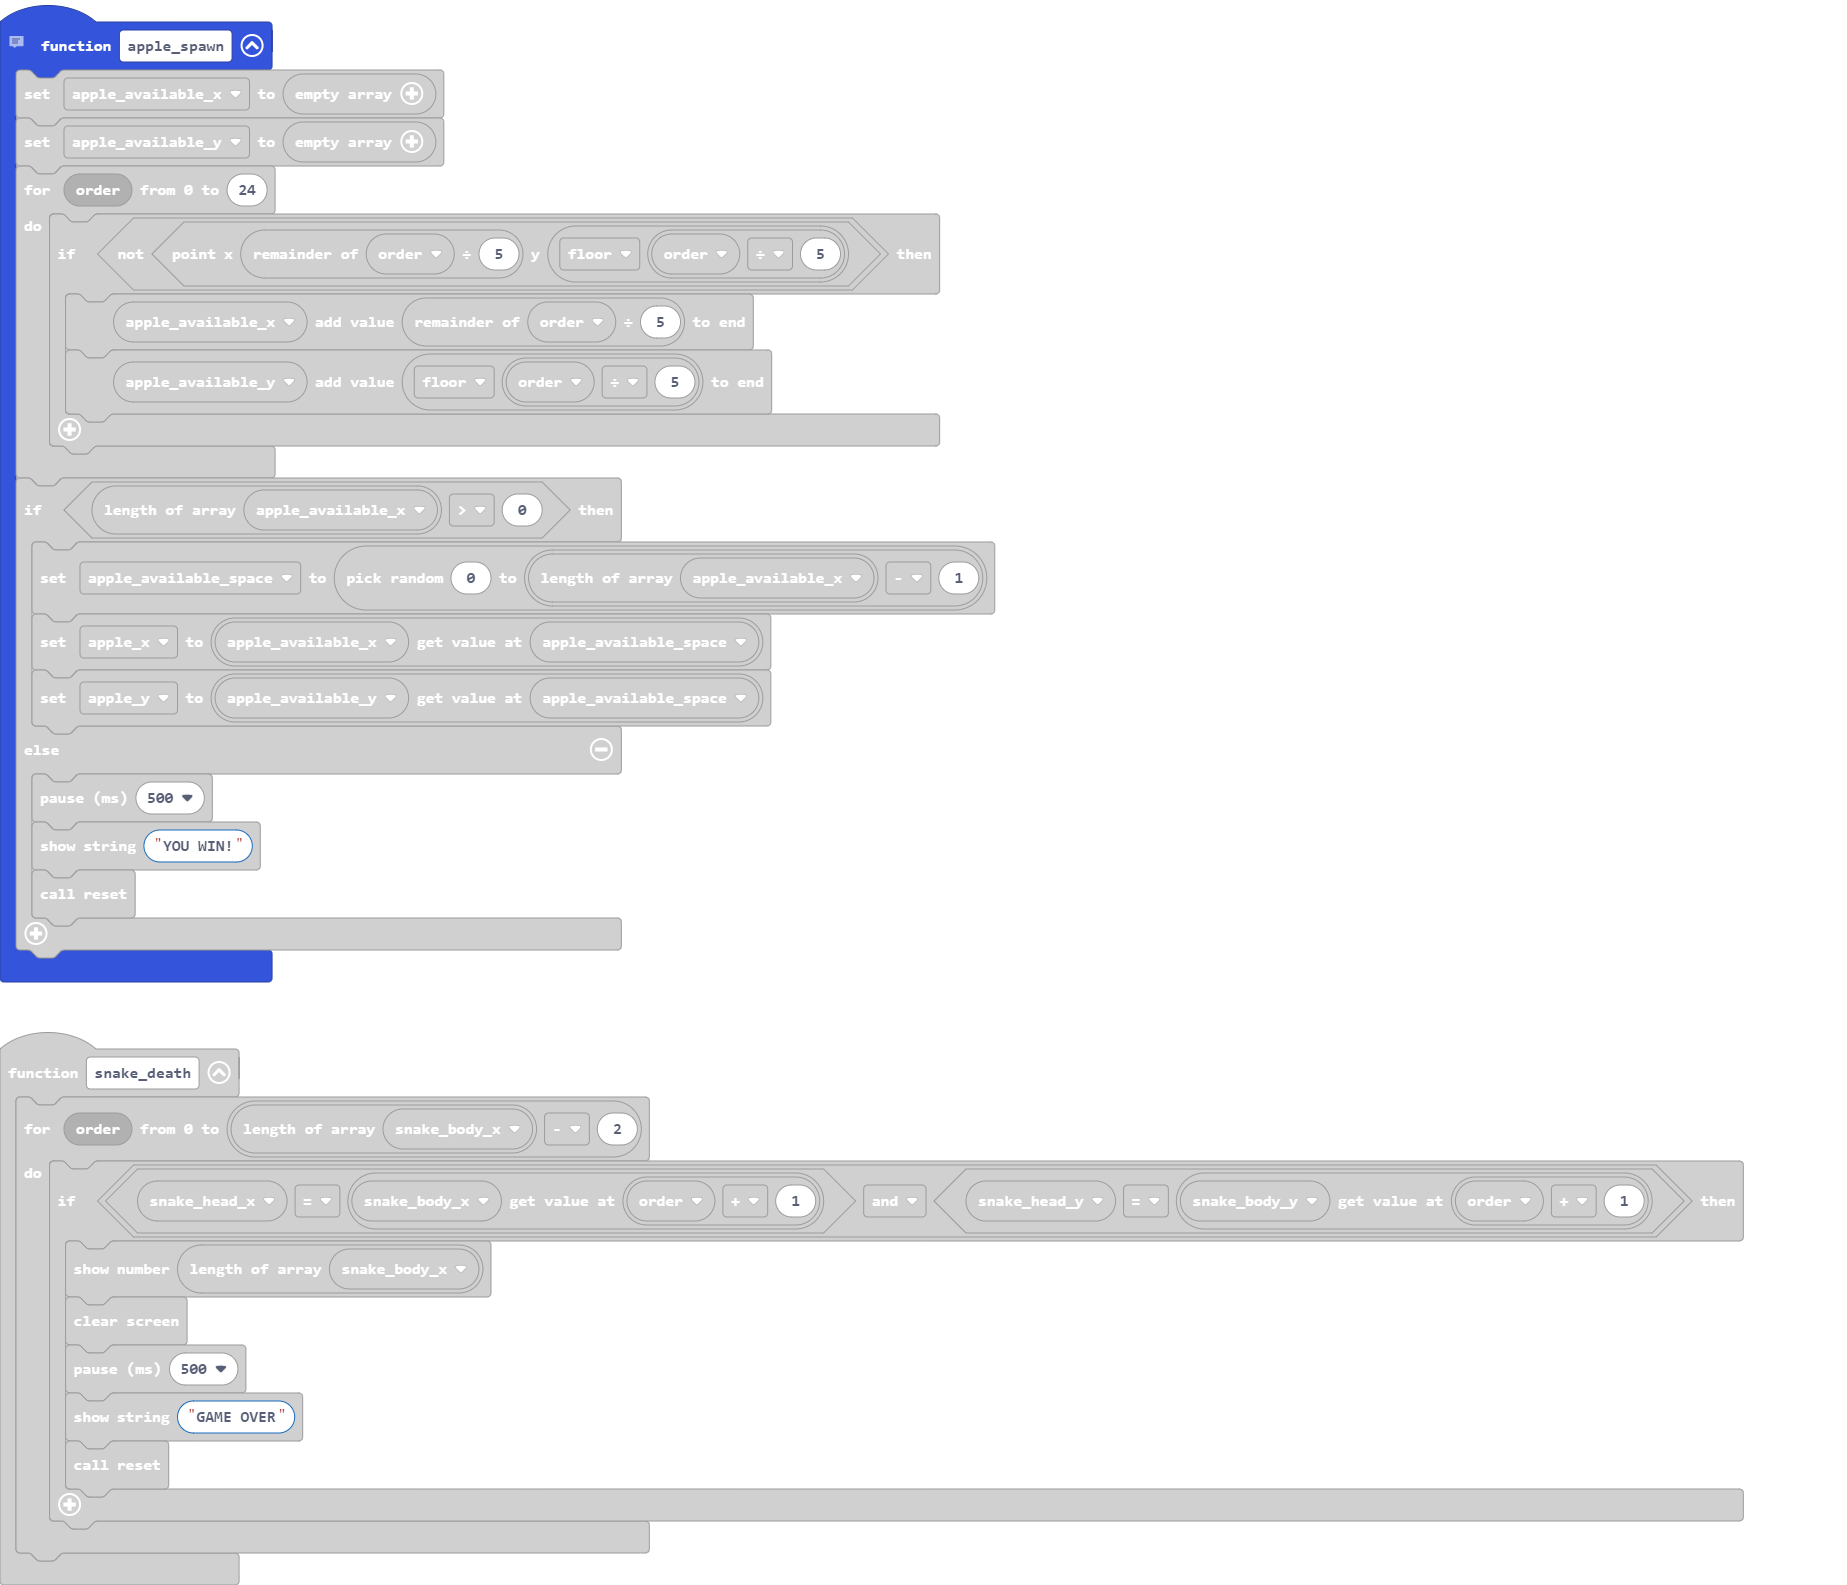 function apple_spawn
set apple_available_x to empty array
set apple_available_y to empty array
for order from 0 to 24
do
if not point x remainder of order ÷ 5 y floor order ÷ 5 then
apple_available_x add value remainder of order ÷ 5 to end
apple_available_y add value floor order ÷ 5 to end
if length of array apple_available_x > 0 then
set apple_available_space to pick random 0 to length of array apple_available_x - 1
set apple_x to apple_available_x get value at apple_available_space
set apple_y to apple_available_y get value at apple_available_space
else
pause (ms) 500
show string "YOU WIN!"
call reset
function snake_death
for order from 0 to length of array snake_body_x - 2
do
if snake_head_x = snake_body_x get value at order + 1 and snake_head_y = snake_body_y get value at order + 1 then
show number length of array snake_body_x
clear screen
pause (ms) 500
show string "GAME OVER"
call reset